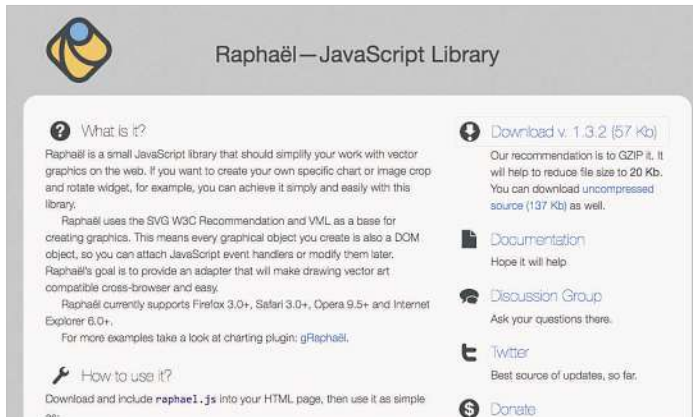 Raphaël—JavaScript Library
What is it?
Raphaël is a small JavaScript library that should simplify your work with vector
graphics on the web. If you want to create your own specific chart or image crop
and rotate widget, for example, you can achieve it simply and easily with this
library.
Raphaël uses the SVG W3C Recommendation and VML as a base for
creating graphics. This means every graphical object you create is also a DOM
object, so you can attach JavaScript event handlers or modify them later.
Raphaël's goal is to provide an adapter that will make drawing vector art
compatible cross-browser and easy.
Raphaël currently supports Firefox 3.0+, Safari 3.0+, Opera 9.5+ and Internet
Explorer 6.0+.
For more examples take a look at charting plugin: gRaphaël.
How to use it?
Download and include raphael.js into your HTML page, then use it as simple
Download v. 1.3.2 (57 Kb)
Our recommendation is to GZIP it. It
will help to reduce file size to 20 Kb.
You can download uncompressed
source (137 Kb) as well.
Documentation
Hope it will help
Discussion Group
Ask your questions there.
Twitter
Best source of updates, so far.
Donate